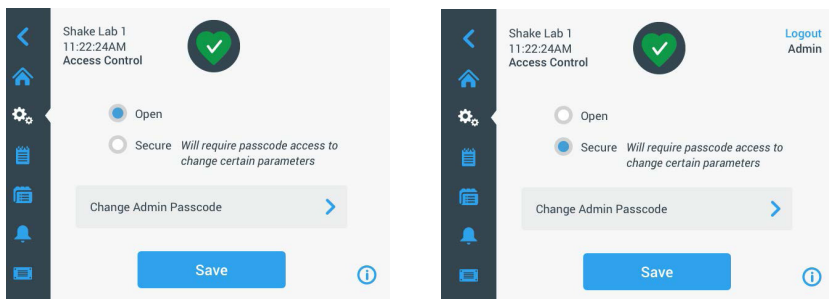 Shake Lab 1
11:22:24AM
Access Control
Open
Secure Will require passcode access to
change certain parameters
Change Admin Passcode
Save
Shake Lab 1
11:22:24AM
Access Control
Logout
Admin
Open
Secure Will require passcode access to
change certain parameters
Change Admin Passcode
Save